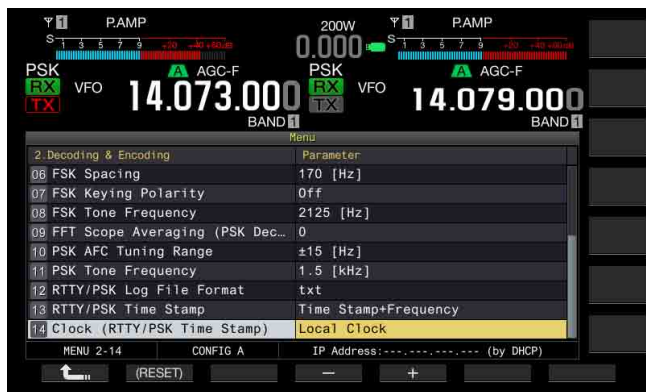 1 P.AMP 200W 1 P.AMP
S 1 3 5 7 9 +20 +40 +60dB 0.000 S 1 3 5 7 9 +20 +40 +60dB
PSK A AGC-F PSK A AGC-F
RX VFO 14.073.000 RX VFO 14.079.000
TX TX
BAND 1 BAND 1
Menu
2.Decoding & Encoding Parameter
06 FSK Spacing 170 [Hz]
07 FSK Keying Polarity Off
08 FSK Tone Frequency 2125 [Hz]
09 FFT Scope Averaging (PSK Dec... 0
10 PSK AFC Tuning Range ±15 [Hz]
11 PSK Tone Frequency 1.5 [kHz]
12 RTTY/PSK Log File Format txt
13 RTTY/PSK Time Stamp Time Stamp+Frequency
14 Clock (RTTY/PSK Time Stamp) Local Clock
MENU 2-14 CONFIG A IP Address:---.---.---.--- (by DHCP)
(RESET) − +